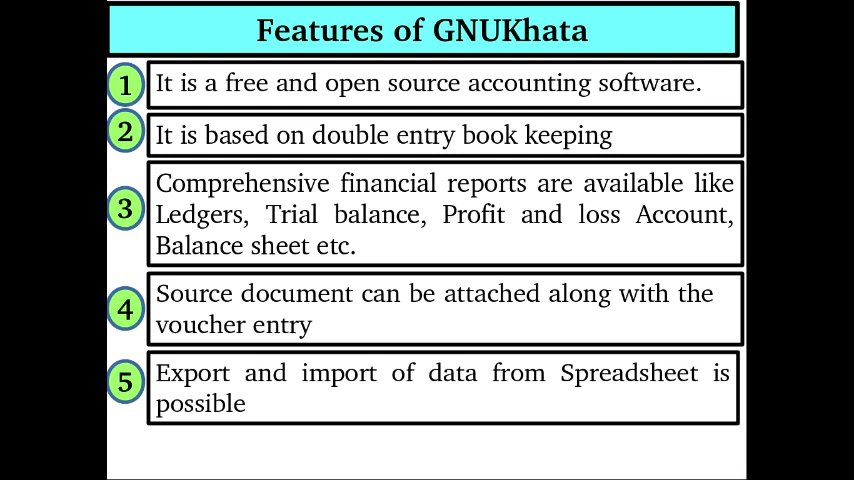 Features of GNUKhata
1 It is a free and open source accounting software.
2 It is based on double entry book keeping
3 Comprehensive financial reports are available like
Ledgers, Trial balance, Profit and loss Account,
Balance sheet etc.
4 Source document can be attached along with the
voucher entry
5 Export and import of data from Spreadsheet is
possible